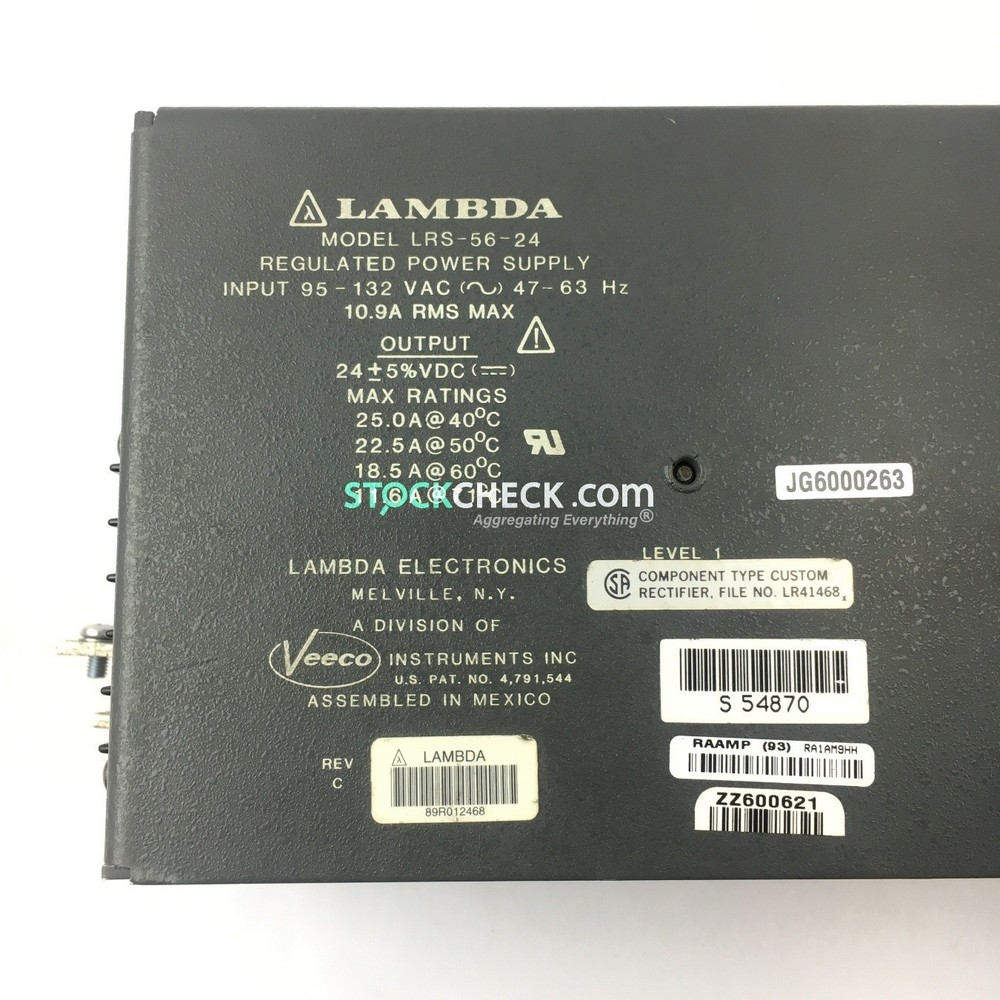 LAMBDA
MODEL LRS-56-24
REGULATED POWER SUPPLY
INPUT 95-132 VAC (~) 47-63 Hz
10.9A RMS MAX
OUTPUT
24±5%VDC (⎓)
MAX RATINGS
25.0A@40°C
22.5A@50°C
18.5A@60°C
11.6A@71°C
STOCKCHECK.com
Aggregating Everything®
JG6000263
LAMBDA ELECTRONICS
MELVILLE, N.Y.
A DIVISION OF
Veeco INSTRUMENTS INC
U.S. PAT. NO. 4,791,544
ASSEMBLED IN MEXICO
REV
C
LAMBDA
89R012468
LEVEL 1
COMPONENT TYPE CUSTOM
RECTIFIER, FILE NO. LR41468
S 54870
RAAMP (93) RA1AM9HH
ZZ600621